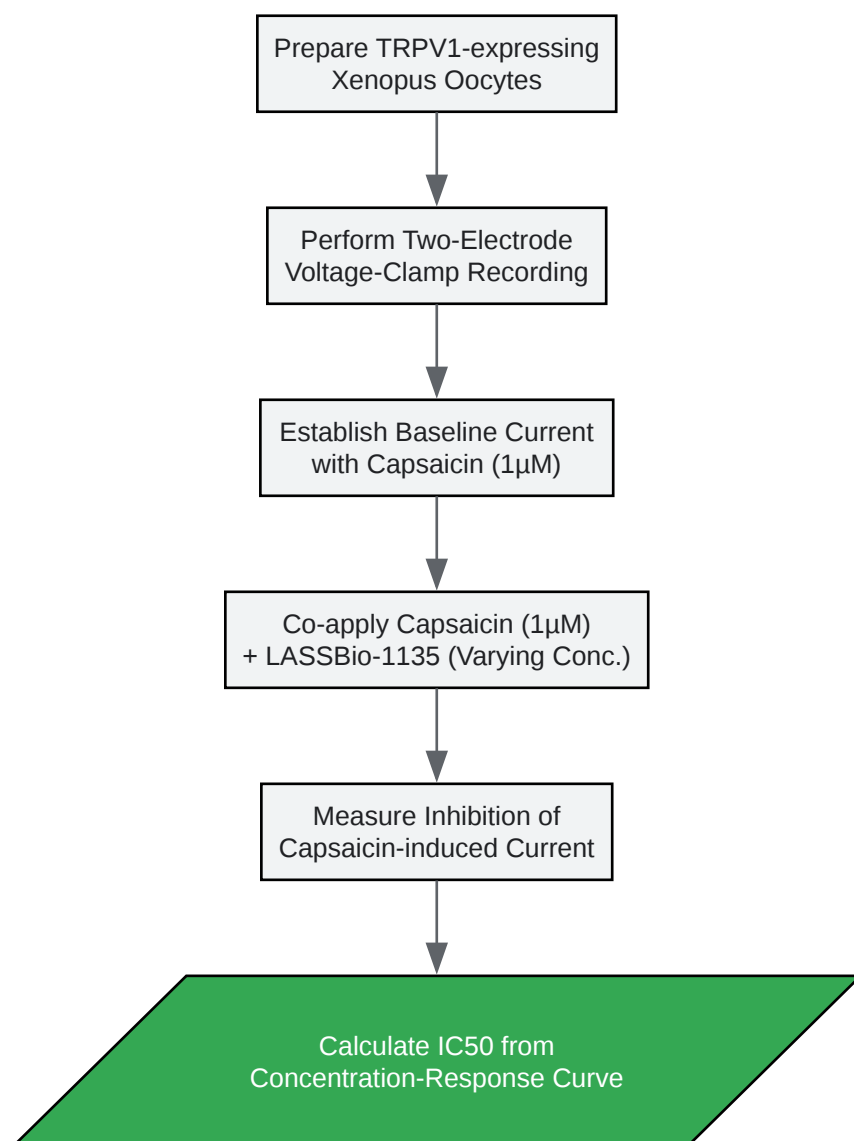 Prepare TRPV1-expressing
Xenopus Oocytes
Perform Two-Electrode
Voltage-Clamp Recording
Establish Baseline Current
with Capsaicin (1µM)
Co-apply Capsaicin (1µM)
+ LASSBio-1135 (Varying Conc.)
Measure Inhibition of
Capsaicin-induced Current
Calculate IC50 from
Concentration-Response Curve